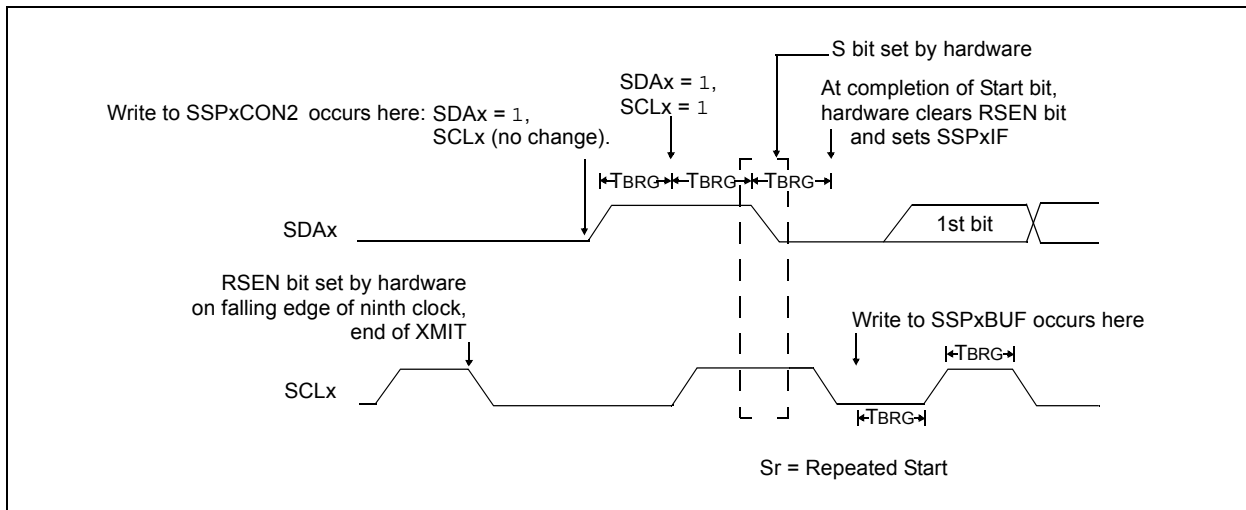 S bit set by hardware
SDAx = 1,
SCLx = 1
At completion of Start bit,
hardware clears RSEN bit
and sets SSPxIF
Write to SSPxCON2 occurs here: SDAx = 1,
SCLx (no change).
TBRG
TBRG
TBRG
SDAx
1st bit
RSEN bit set by hardware
on falling edge of ninth clock,
end of XMIT
Write to SSPxBUF occurs here
TBRG
SCLx
TBRG
Sr = Repeated Start